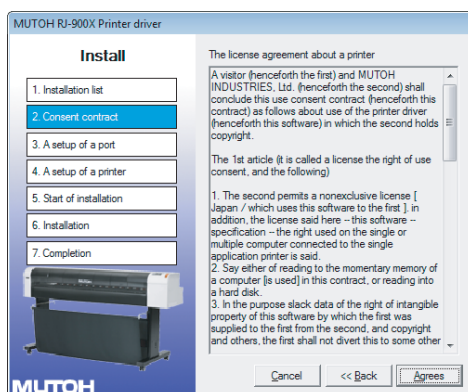 MUTOH RJ-900X Printer driver
Install
1. Installation list
2. Consent contract
3. A setup of a port
4. A setup of a printer
5. Start of installation
6. Installation
7. Completion
MUTOH
The license agreement about a printer
A visitor (henceforth the first) and MUTOH
INDUSTRIES, Ltd. (henceforth the second) shall
conclude this use consent contract (henceforth this
contract) as follows about use of the printer driver
(henceforth this software) in which the second holds
copyright.
The 1st article (it is called a license the right of use
consent, and the following)
1. The second permits a nonexclusive license [
Japan / which uses this software to the first ]. in
addition, the license said here -- this software --
specification -- the right used on the single or
multiple computer connected to the single
application printer is said.
2. Say either of reading to the momentary memory of
a computer [is used] in this contract, or reading into
a hard disk.
3. In the purpose slack data of the right of intangible
property of this software by which the first was
supplied to the first from the second, and copyright
and others, the first shall not divert this to some other
Cancel
<< Back
Agrees